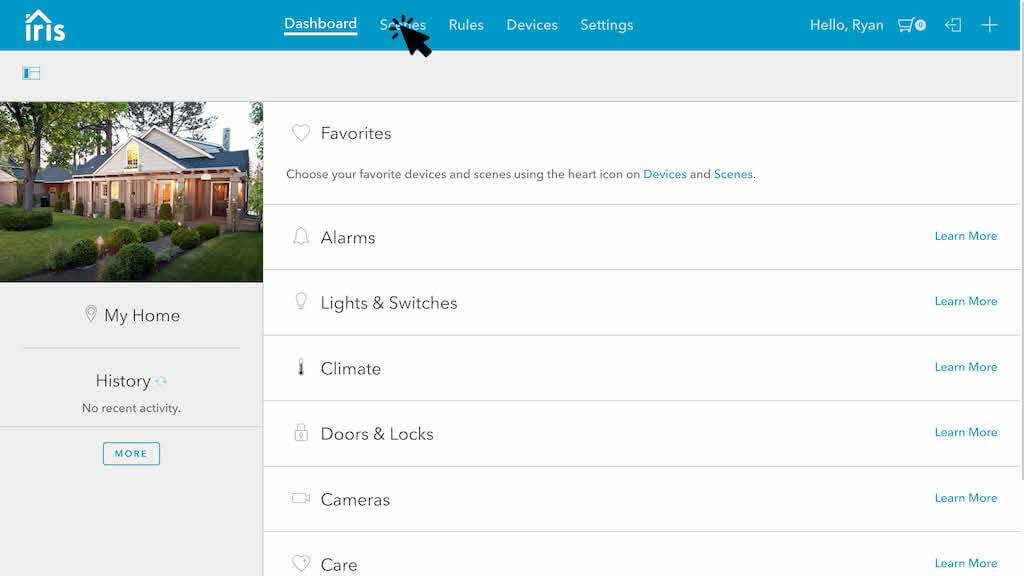 iris
Dashboard Scenes Rules Devices Settings Hello, Ryan 0
Favorites
Choose your favorite devices and scenes using the heart icon on Devices and Scenes.
Alarms Learn More
Lights & Switches Learn More
My Home
Climate Learn More
History
No recent activity.
Doors & Locks Learn More
MORE
Cameras Learn More
Care Learn More